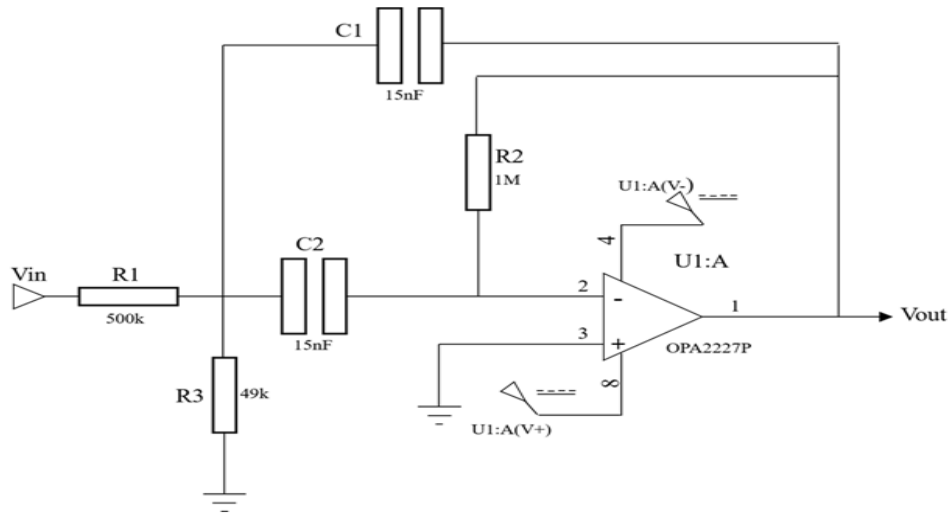 C1
15nF
R2
1M
U1:A(V-)
4
U1:A
C2
Vin
R1
2
-
1
Vout
500k
15nF
3
+
OPA2227P
8
R3
49k
U1:A(V+)